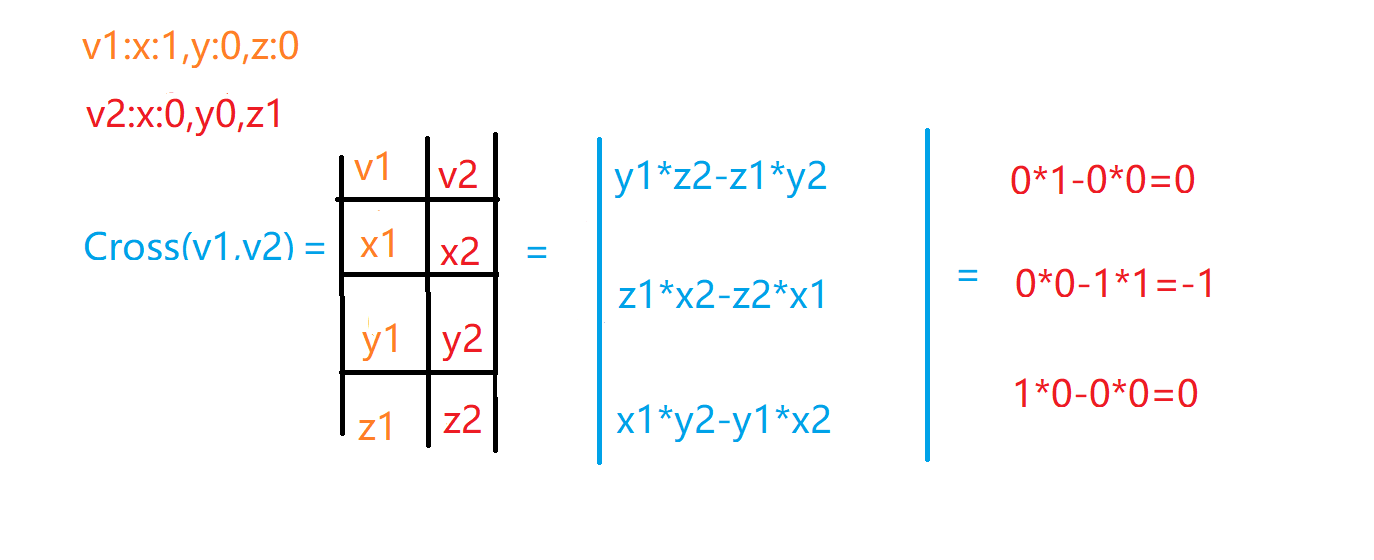 v1:x:1,y:0,z:0
v2:x:0,y0,z1
v1 v2
Cross(v1,v2) = x1 x2 =
y1 y2
z1 z2
y1*z2-z1*y2
z1*x2-z2*x1
x1*y2-y1*x2
=
0*1-0*0=0
0*0-1*1=-1
1*0-0*0=0